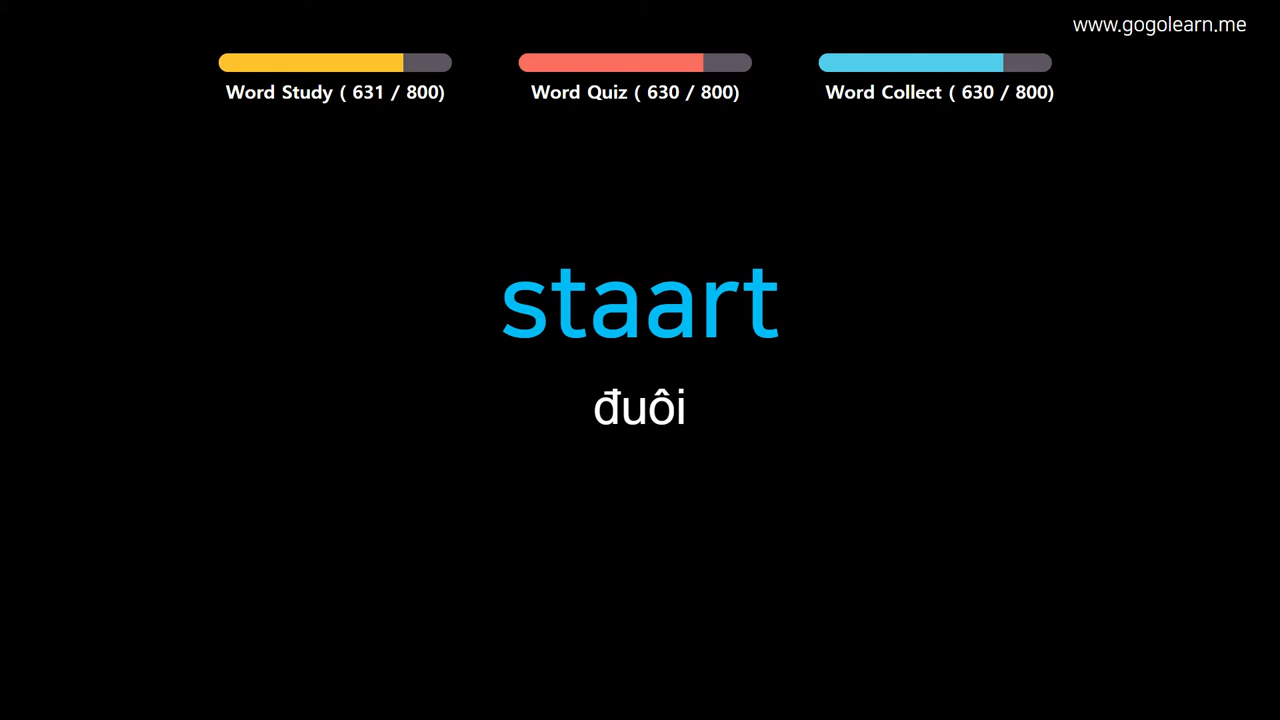 www.gogolearn.me
Word Study ( 631 / 800)
Word Quiz ( 630 / 800)
Word Collect ( 630 / 800)
staart
đuôi